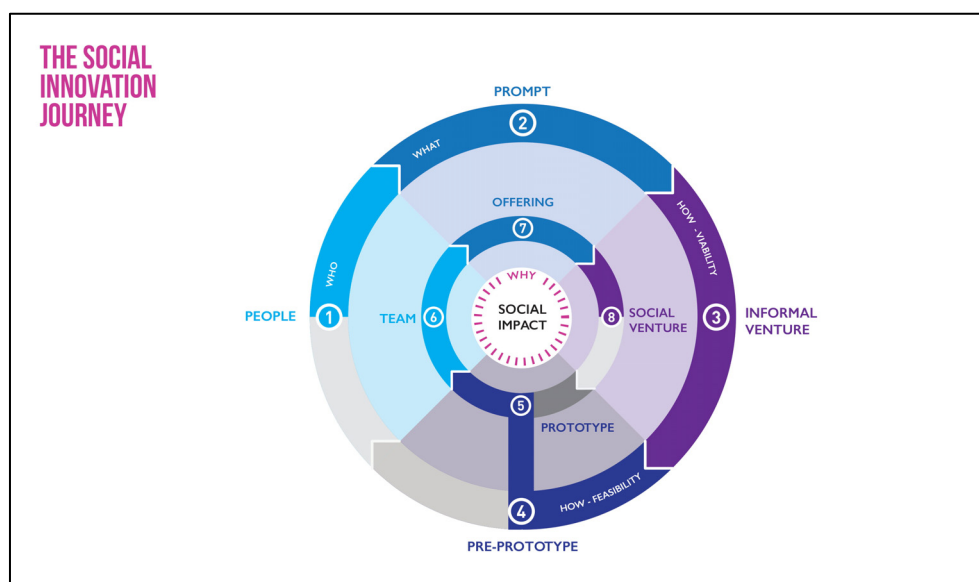 THE SOCIAL
INNOVATION
JOURNEY
PROMPT
2
WHAT
OFFERING
7
HOW - VIABILITY
WHO
WHY
PEOPLE
1
TEAM
6
SOCIAL
IMPACT
8
SOCIAL
VENTURE
3
INFORMAL
VENTURE
5
PROTOTYPE
HOW - FEASIBILITY
4
PRE-PROTOTYPE